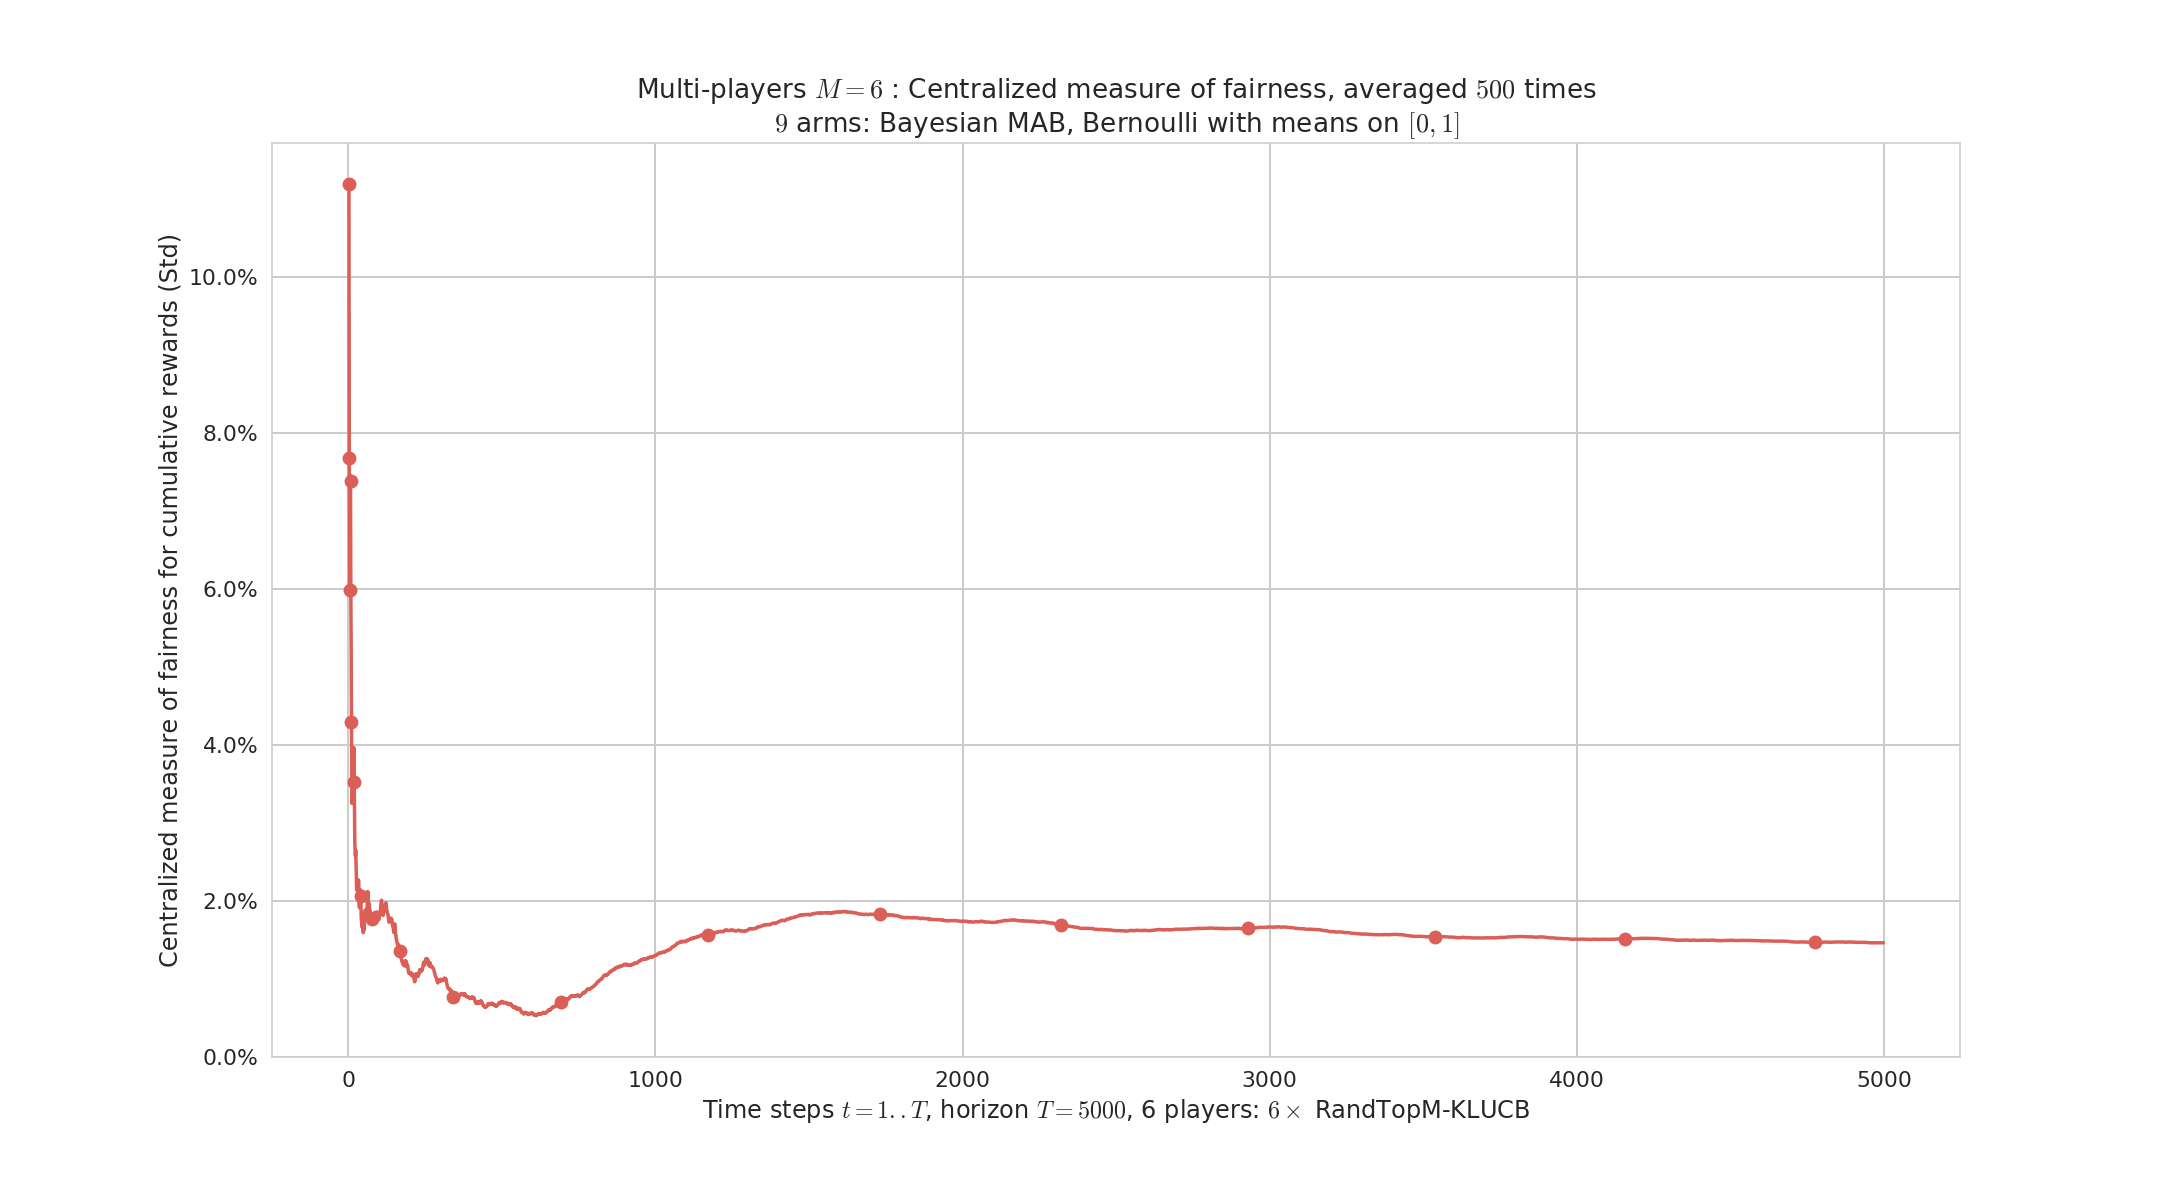 Multi-players M = 6 : Centralized measure of fairness, averaged 500 times
9 arms: Bayesian MAB, Bernoulli with means on [0, 1]
Centralized measure of fairness for cumulative rewards (Std)
10.0%
8.0%
6.0%
4.0%
2.0%
0.0%
0 1000 2000 3000 4000 5000
Time steps t = 1..T, horizon T = 5000, 6 players: 6× RandTopM-KLUCB